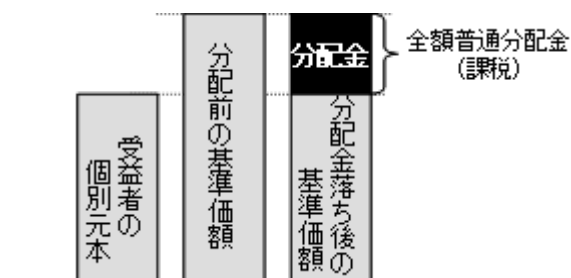 受益者の
個別元本
分配前の基準価額
分配金
分配金落ち後の
基準価額
全額普通分配金
(課税)